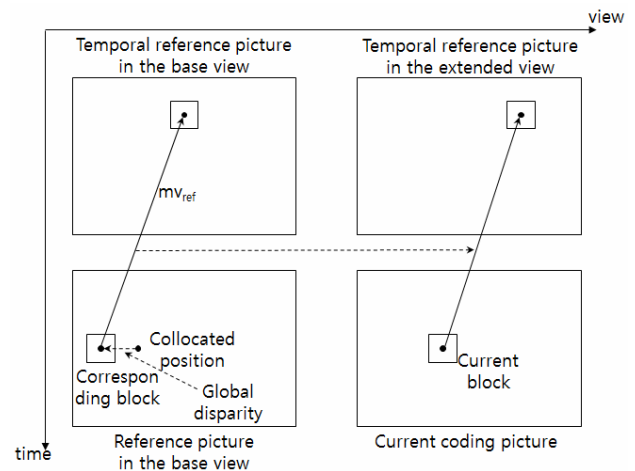 view
Temporal reference picture
in the base view
Temporal reference picture
in the extended view
mvref
Collocated
position
Correspon
ding block
Global
disparity
Current
block
time
Reference picture
in the base view
Current coding picture